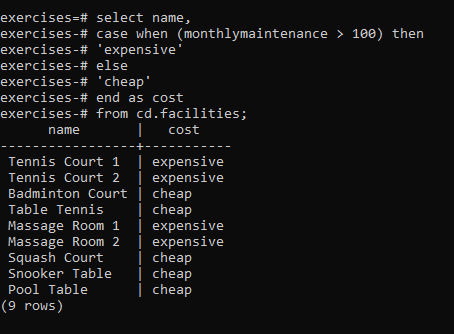 exercises=# select name,
exercises-# case when (monthlymaintenance > 100) then
exercises-# 'expensive'
exercises-# else
exercises-# 'cheap'
exercises-# end as cost
exercises-# from cd.facilities;
      name       |   cost
-----------------+-----------
 Tennis Court 1  | expensive
 Tennis Court 2  | expensive
 Badminton Court | cheap
 Table Tennis    | cheap
 Massage Room 1  | expensive
 Massage Room 2  | expensive
 Squash Court    | cheap
 Snooker Table   | cheap
 Pool Table      | cheap
(9 rows)